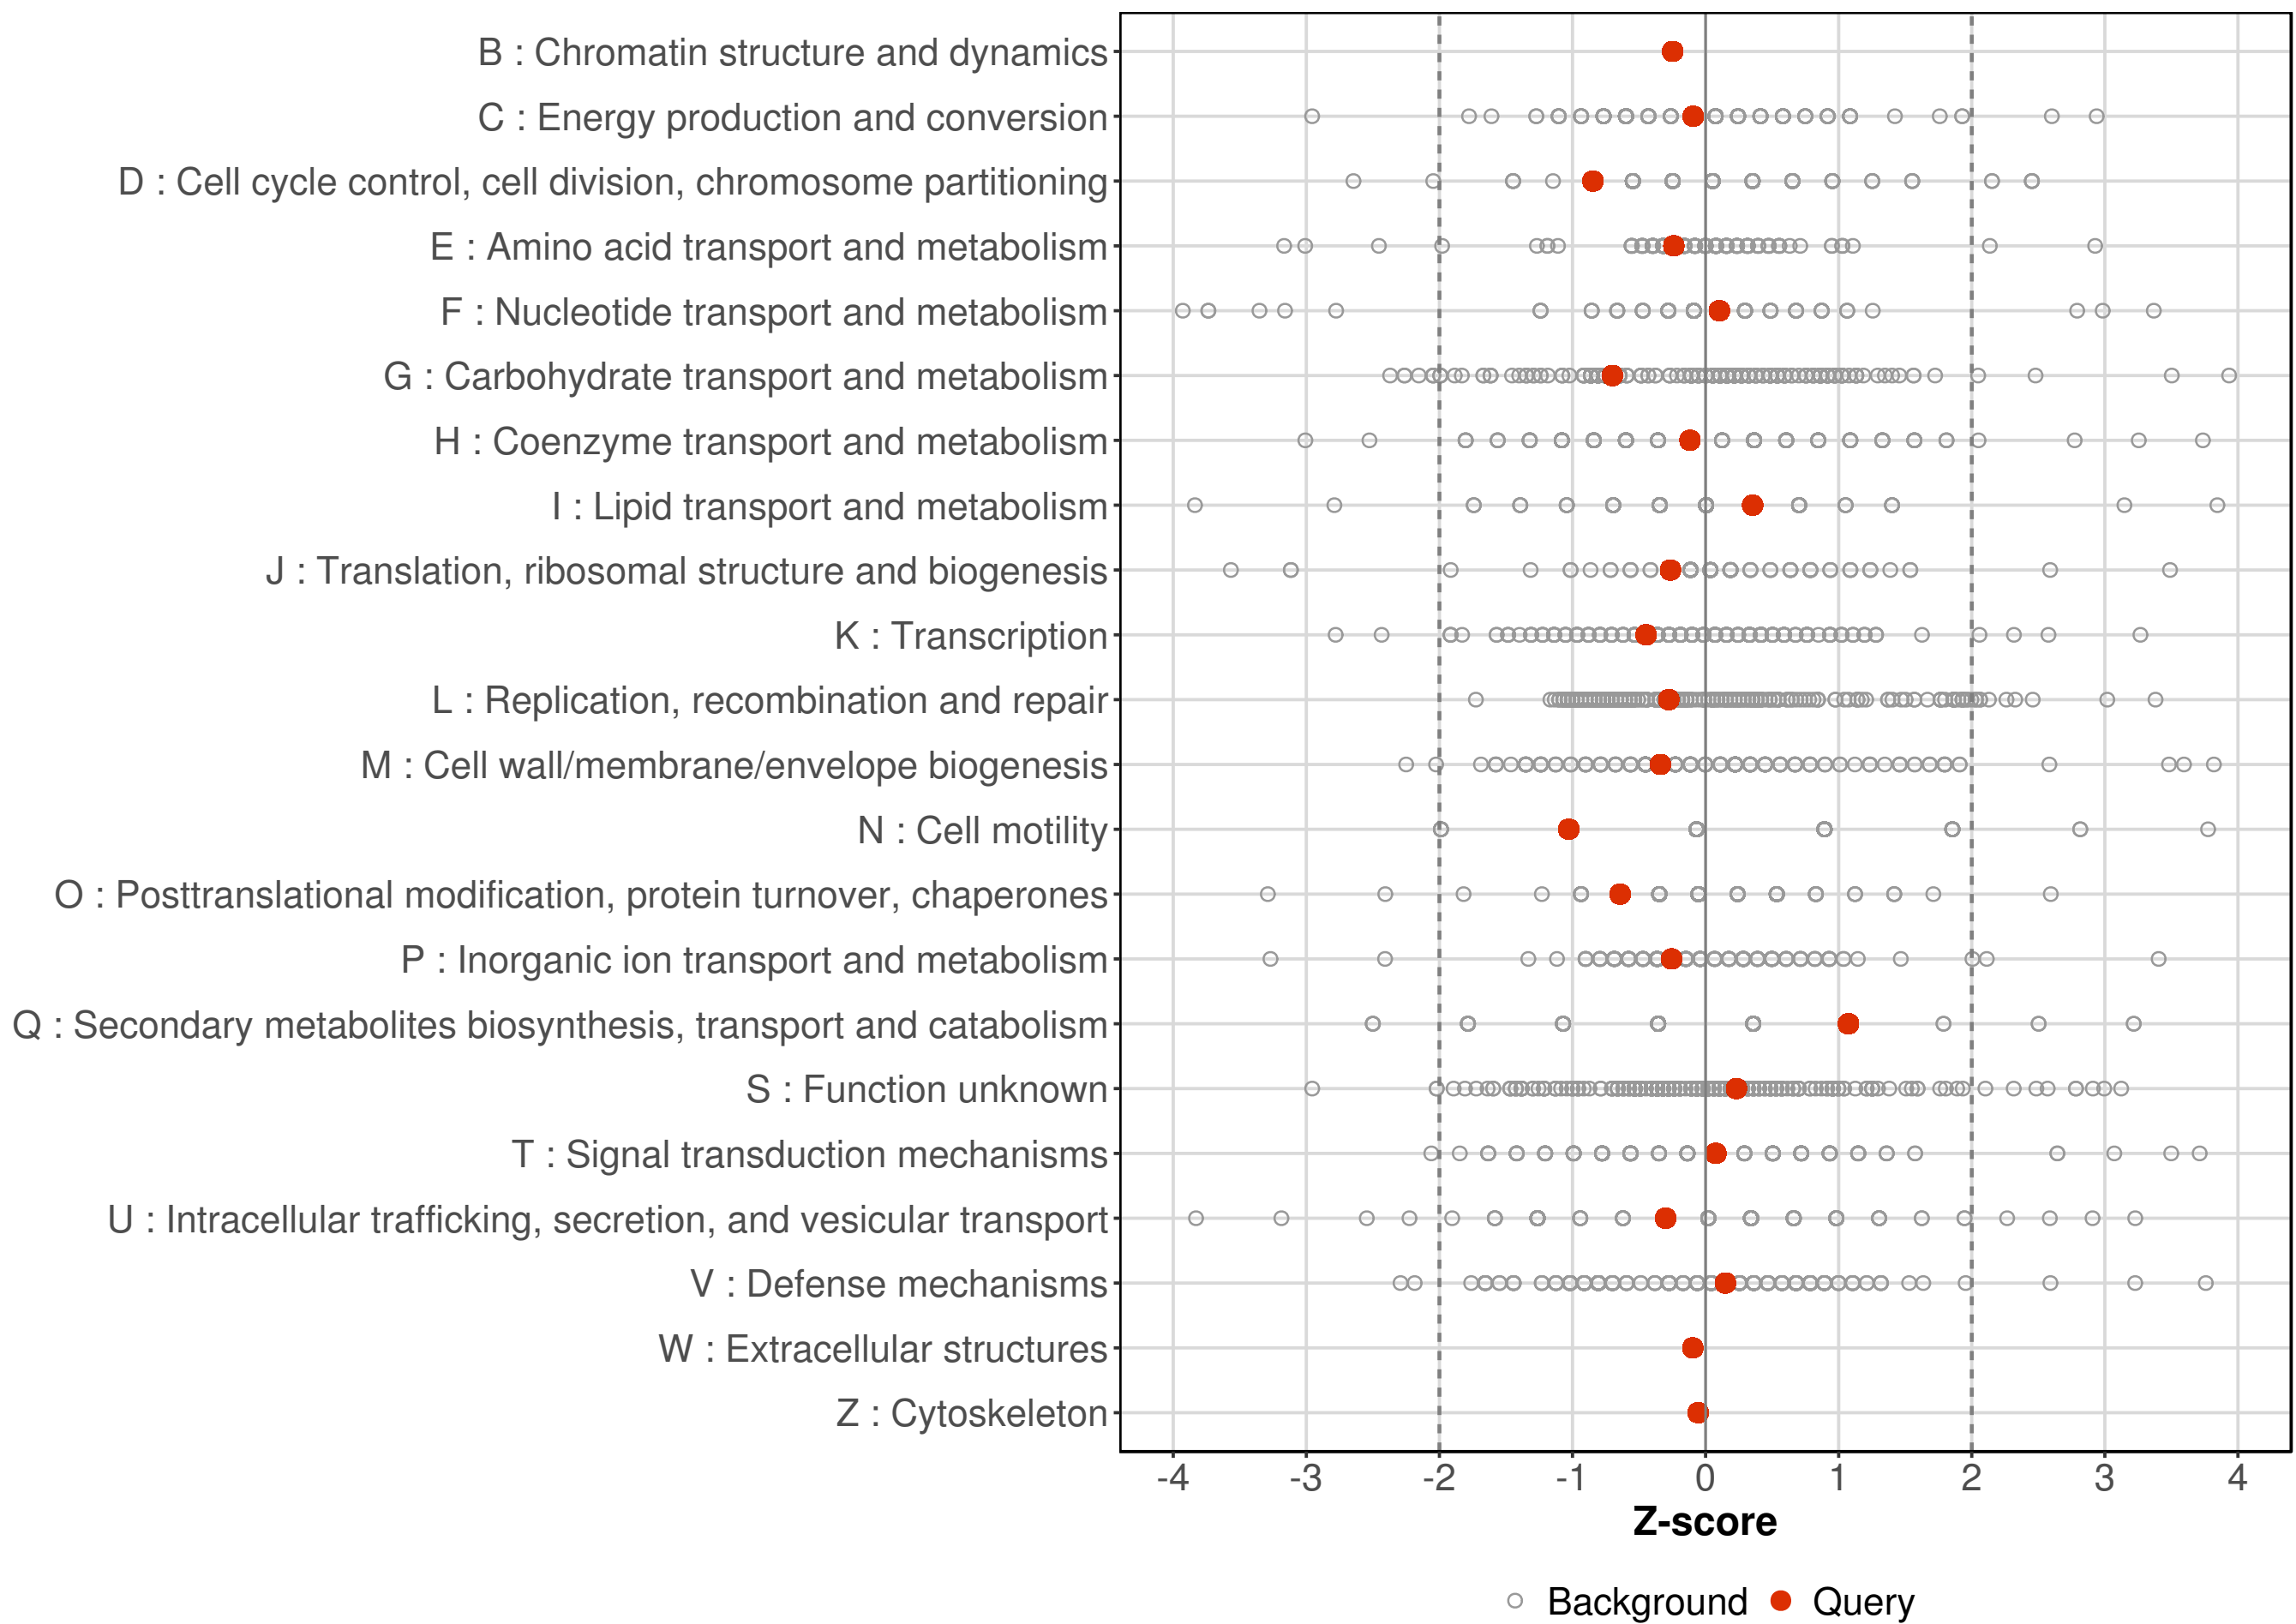 B : Chromatin structure and dynamics
C : Energy production and conversion
D : Cell cycle control, cell division, chromosome partitioning
E : Amino acid transport and metabolism
F : Nucleotide transport and metabolism
G : Carbohydrate transport and metabolism
H : Coenzyme transport and metabolism
I : Lipid transport and metabolism
J : Translation, ribosomal structure and biogenesis
K : Transcription
L : Replication, recombination and repair
M : Cell wall/membrane/envelope biogenesis
N : Cell motility
O : Posttranslational modification, protein turnover, chaperones
P : Inorganic ion transport and metabolism
Q : Secondary metabolites biosynthesis, transport and catabolism
S : Function unknown
T : Signal transduction mechanisms
U : Intracellular trafficking, secretion, and vesicular transport
V : Defense mechanisms
W : Extracellular structures
Z : Cytoskeleton
-4 -3 -2 -1 0 1 2 3 4
Z-score
Background Query